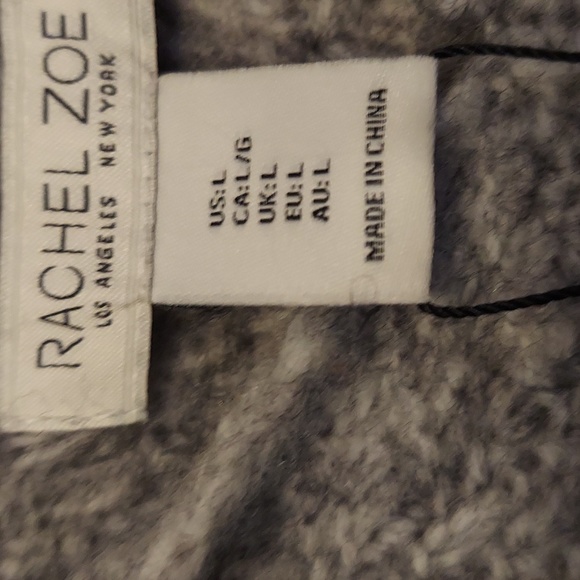 RACHEL ZOE
LOS ANGELES NEW YORK
US: L
CA: L/G
UK: L
EU: L
AU: L
MADE IN CHINA